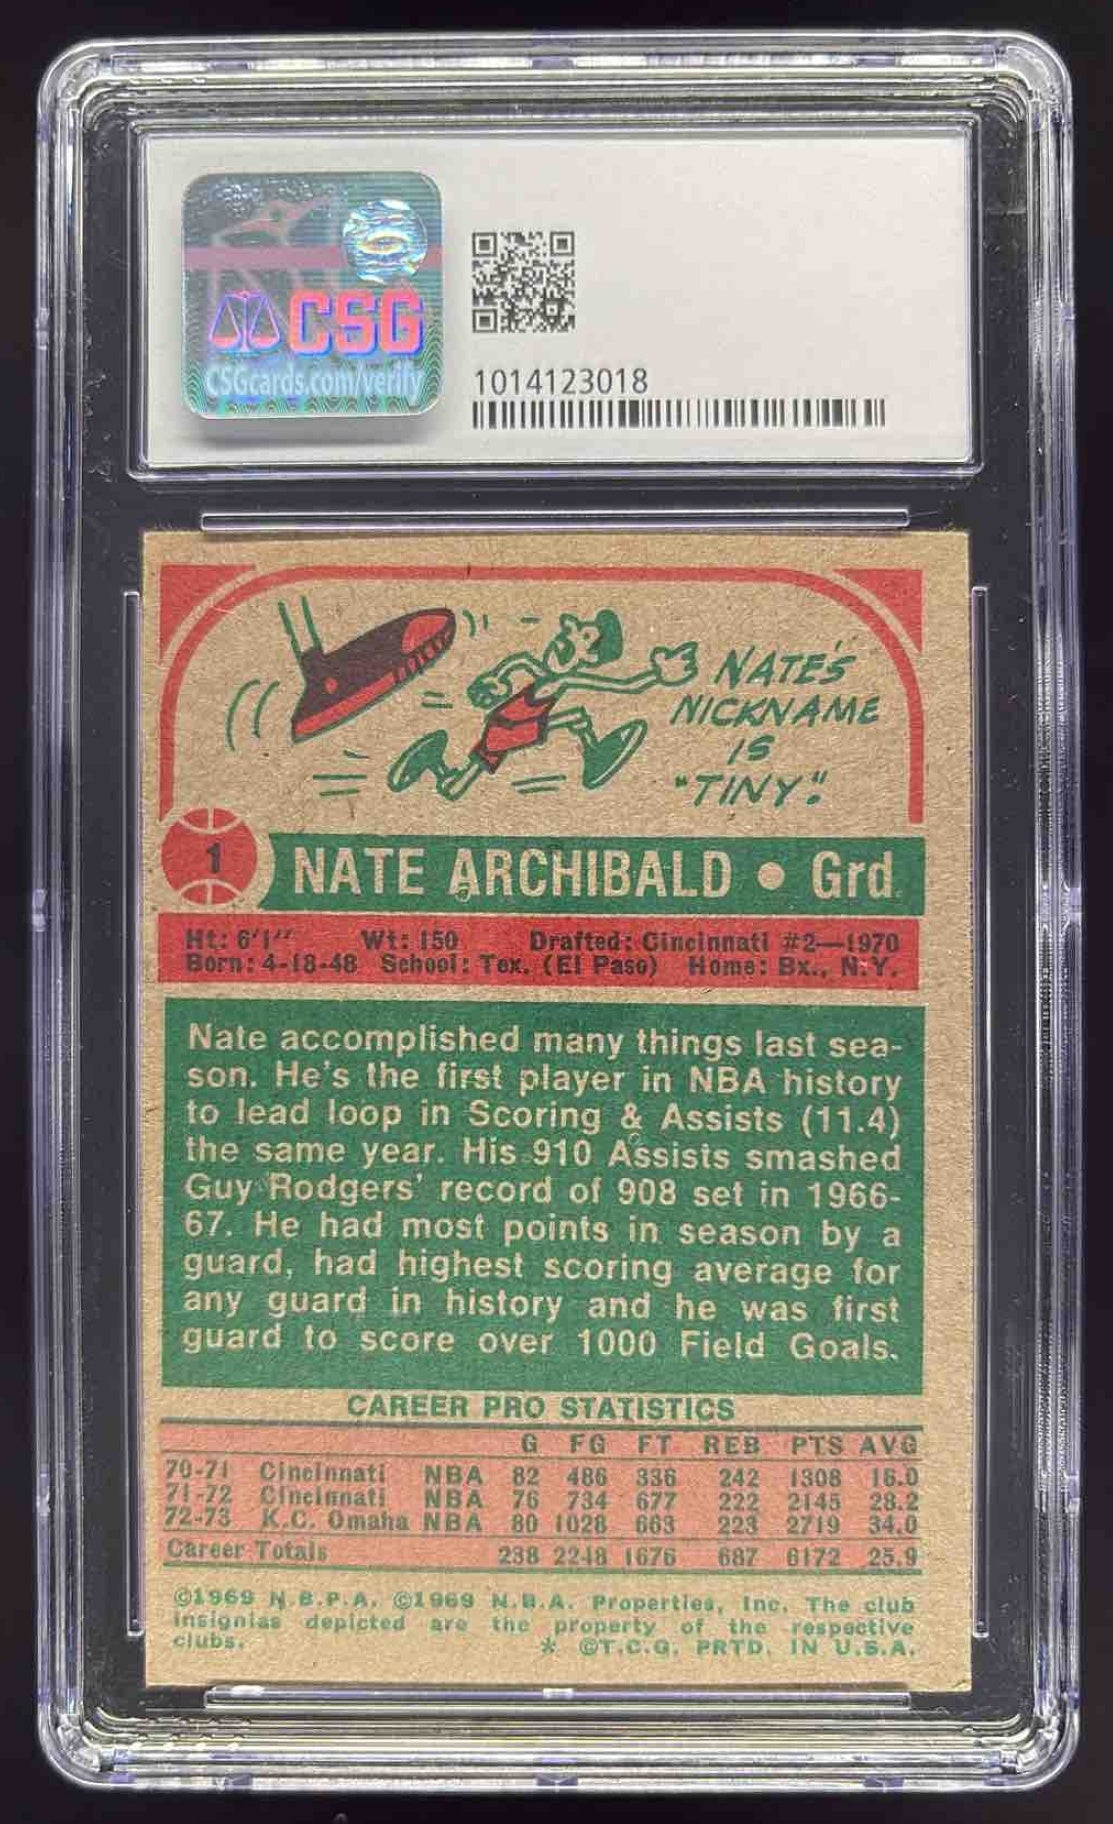 CSG
CSGcards.com/verify
1014123018
NATE'S
NICKNAME
IS
"TINY."
1
NATE ARCHIBALD • Grd.
Ht: 6'1" Wt: 150 Drafted: Cincinnati #2—1970
Born: 4-18-48 School: Tex. (El Paso) Home: Bx., N.Y.
Nate accomplished many things last sea-
son. He's the first player in NBA history
to lead loop in Scoring & Assists (11.4)
the same year. His 910 Assists smashed
Guy Rodgers' record of 908 set in 1966-
67. He had most points in season by a
guard, had highest scoring average for
any guard in history and he was first
guard to score over 1000 Field Goals.
CAREER PRO STATISTICS
G FG FT REB PTS AVG
70-71 Cincinnati NBA 82 486 336 242 1308 16.0
71-72 Cincinnati NBA 76 734 677 222 2145 28.2
72-73 K.C. Omaha NBA 80 1028 663 223 2719 34.0
Career Totals 238 2248 1676 687 6172 25.9
©1969 N.B.P.A. ©1969 N.B.A. Properties, Inc. The club
insignias depicted are the property of the respective
clubs. * ©T.C.G. PRTD. IN U.S.A.